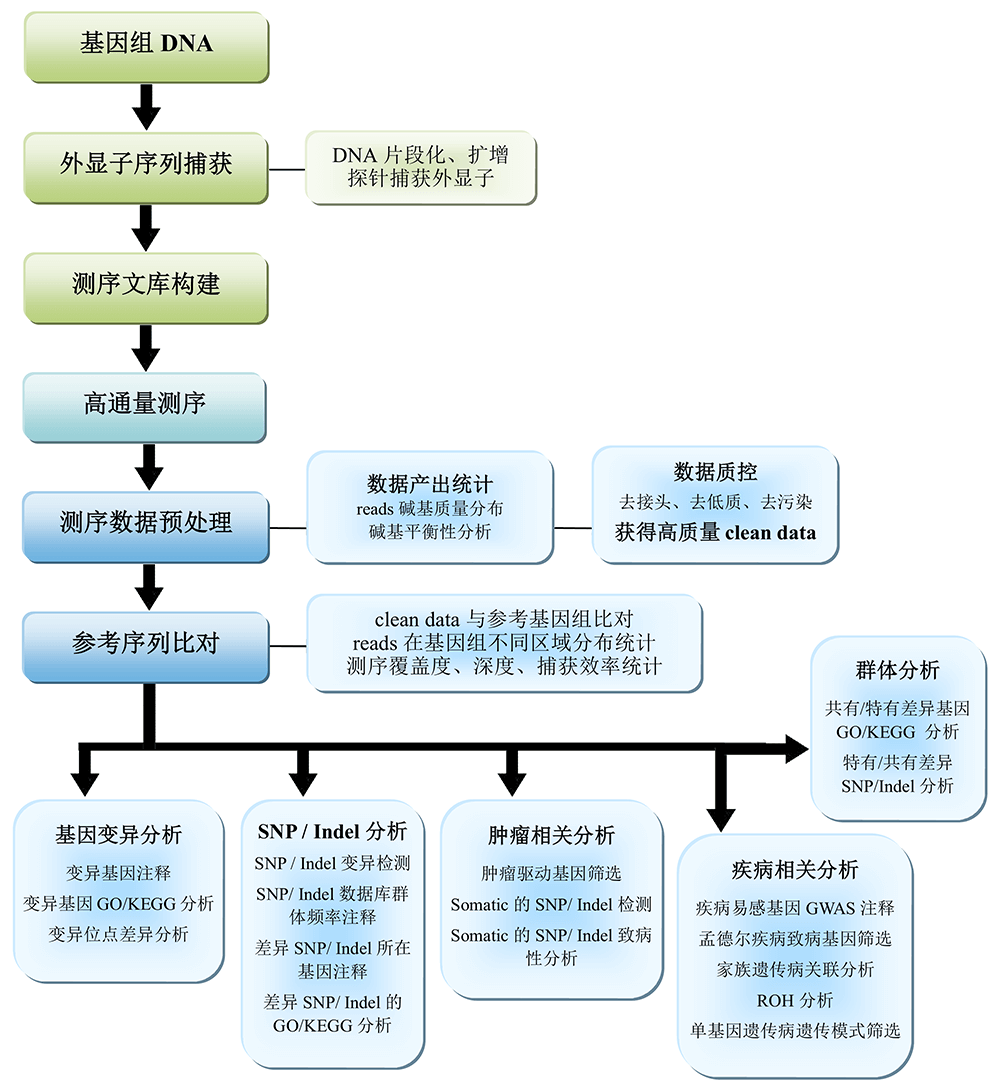 基因组 DNA
外显子序列捕获
DNA 片段化、扩增
探针捕获外显子
测序文库构建
高通量测序
测序数据预处理
数据产出统计
reads 碱基质量分布
碱基平衡性分析
数据质控
去接头、去低质、去污染
获得高质量 clean data
参考序列比对
clean data 与参考基因组比对
reads 在基因组不同区域分布统计
测序覆盖度、深度、捕获效率统计
群体分析
共有/特有差异基因
GO/KEGG 分析
特有/共有差异
SNP/Indel 分析
基因变异分析
变异基因注释
变异基因 GO/KEGG 分析
变异位点差异分析
SNP / Indel 分析
SNP / Indel 变异检测
SNP/ Indel 数据库群
体频率注释
差异 SNP/ Indel 所在
基因注释
差异 SNP/ Indel 的
GO/KEGG 分析
肿瘤相关分析
肿瘤驱动基因筛选
Somatic 的 SNP/ Indel 检测
Somatic 的 SNP/ Indel 致病
性分析
疾病相关分析
疾病易感基因 GWAS 注释
孟德尔疾病致病基因筛选
家族遗传病关联分析
ROH 分析
单基因遗传病遗传模式筛选